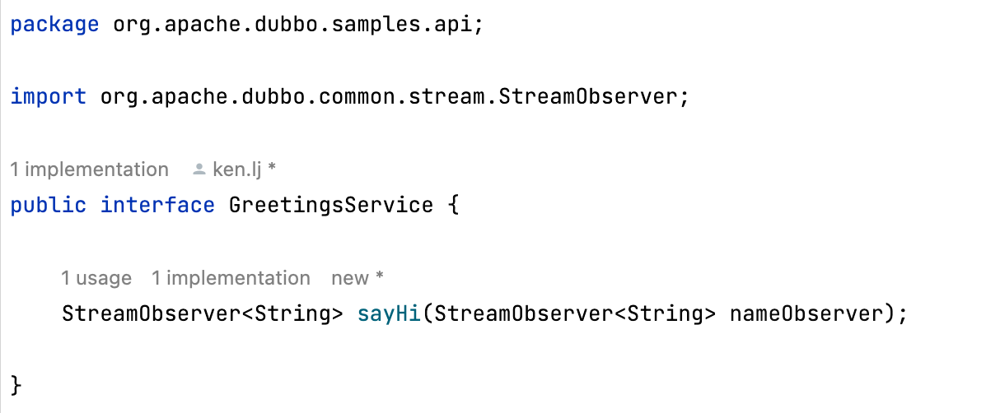 package org.apache.dubbo.samples.api;
import org.apache.dubbo.common.stream.StreamObserver;
1 implementation ken.lj *
public interface GreetingsService {
1 usage 1 implementation new *
StreamObserver<String> sayHi(StreamObserver<String> nameObserver);
}